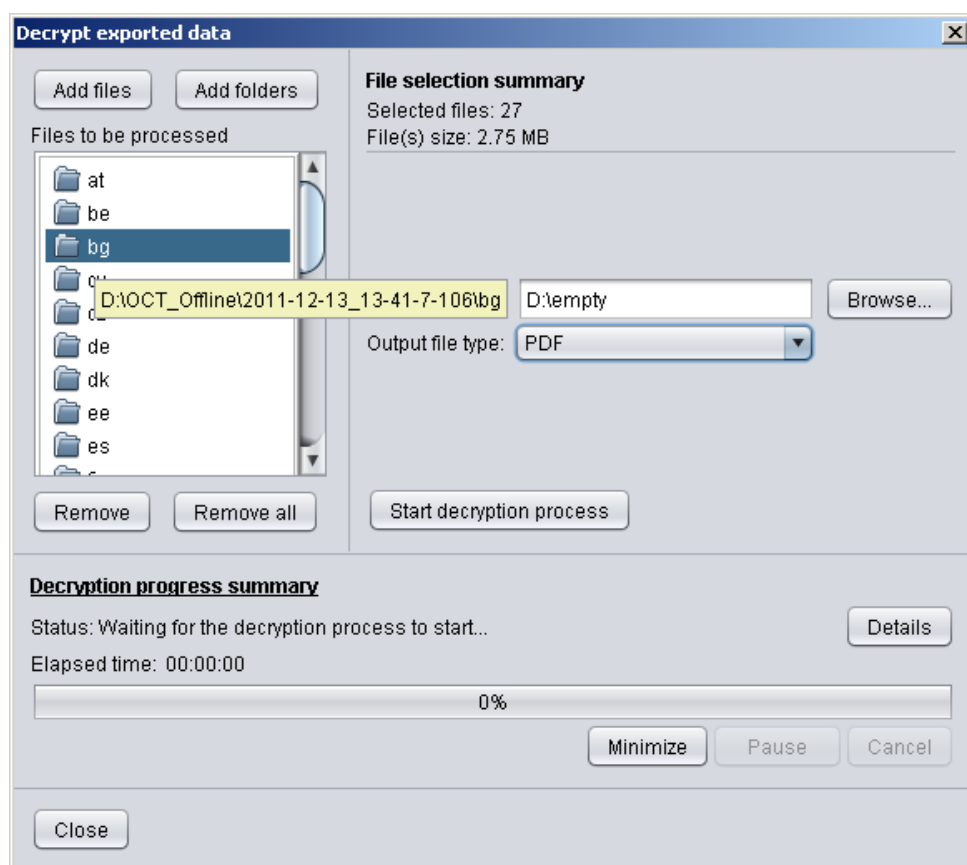 Decrypt exported data
Add files
Add folders
Files to be processed
at
be
bg
D:\OCT_Offline\2011-12-13_13-41-7-106\bg
de
dk
ee
es
Remove
Remove all
File selection summary
Selected files: 27
File(s) size: 2.75 MB
D:\empty
Browse...
Output file type:
PDF
Start decryption process
Decryption progress summary
Status: Waiting for the decryption process to start...
Details
Elapsed time: 00:00:00
0%
Minimize
Pause
Cancel
Close